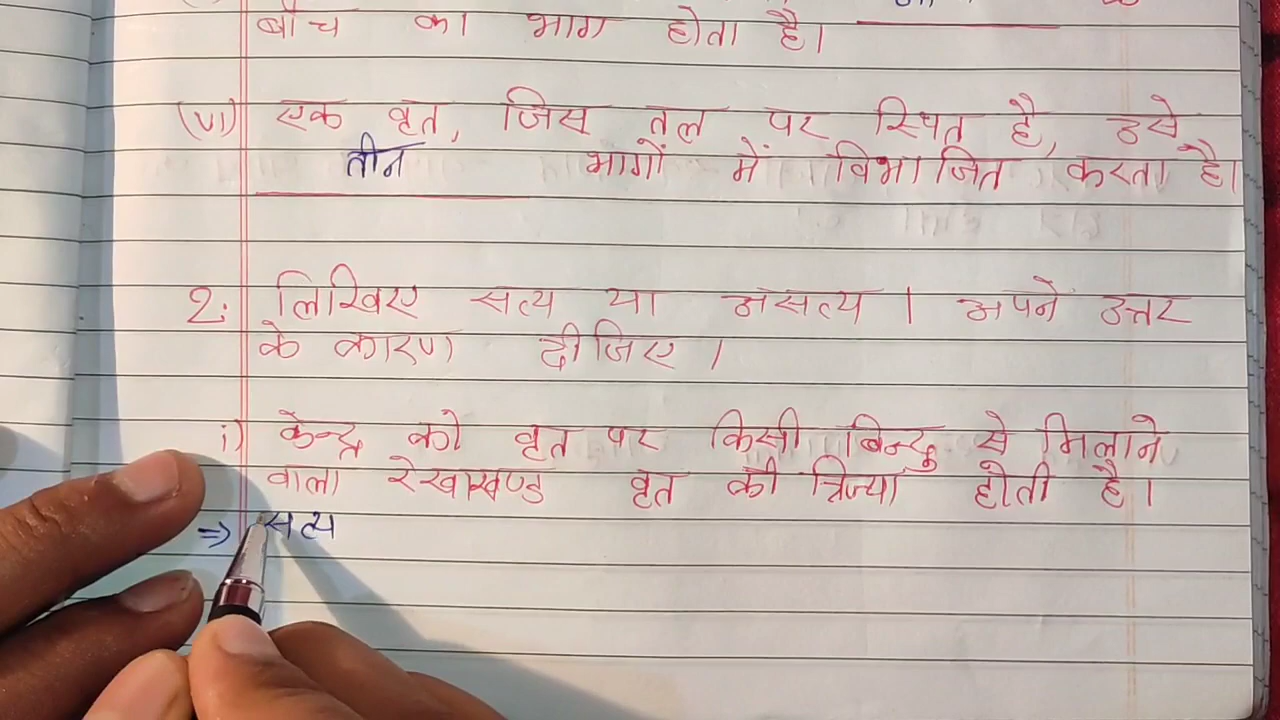 बीच का भाग होता है।
(vi) एक वृत, जिस तल पर स्थित है, उसे
तीन भागों में विभाजित करता है।
2. लिखिए सत्य या असत्य । अपने उत्तर
के कारण दीजिए ।
i) केन्द्र को वृत पर किसी बिन्दु से मिलाने
वाला रेखाखण्ड वृत की त्रिज्या होती है ।
⇒ सत्य